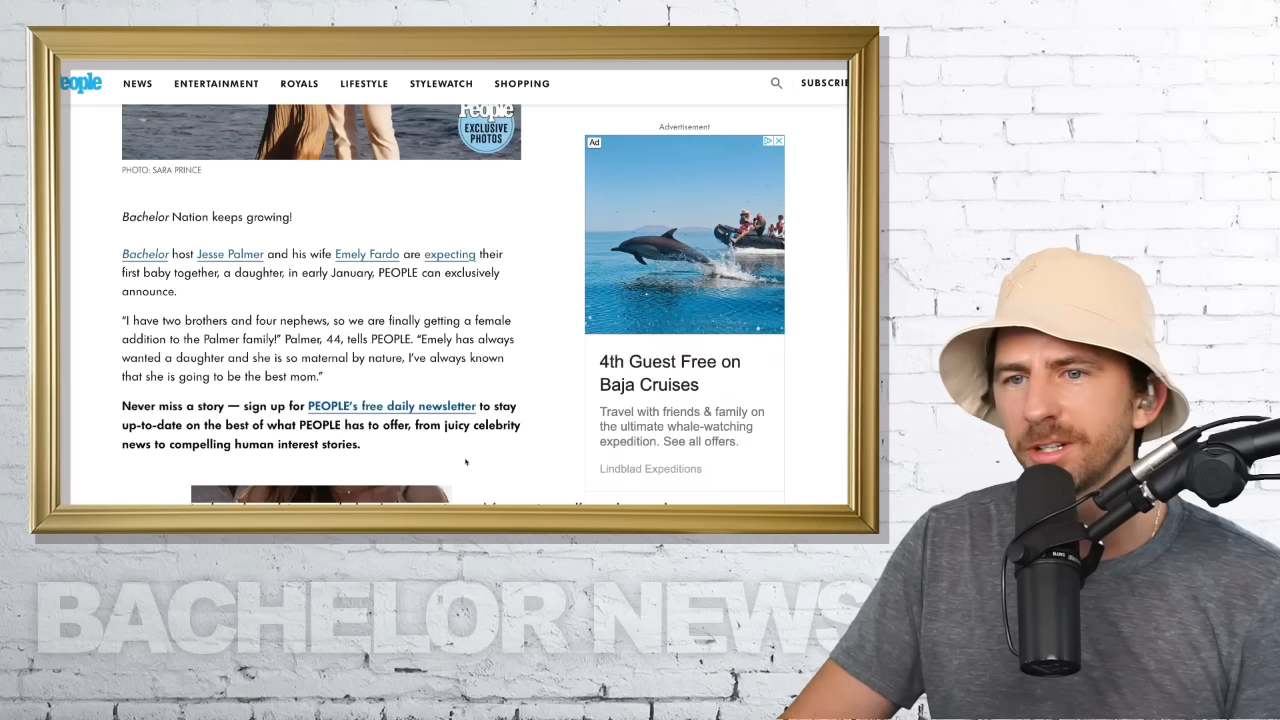 eople
NEWS ENTERTAINMENT ROYALS LIFESTYLE STYLEWATCH SHOPPING SUBSCRIB
People
EXCLUSIVE
PHOTOS
PHOTO: SARA PRINCE
Bachelor Nation keeps growing!
Bachelor host Jesse Palmer and his wife Emely Fardo are expecting their
first baby together, a daughter, in early January, PEOPLE can exclusively
announce.
"I have two brothers and four nephews, so we are finally getting a female
addition to the Palmer family!" Palmer, 44, tells PEOPLE. "Emely has always
wanted a daughter and she is so maternal by nature, I've always known
that she is going to be the best mom."
Never miss a story — sign up for PEOPLE's free daily newsletter to stay
up-to-date on the best of what PEOPLE has to offer, from juicy celebrity
news to compelling human interest stories.
Advertisement
Ad
4th Guest Free on
Baja Cruises
Travel with friends & family on
the ultimate whale-watching
expedition. See all offers.
Lindblad Expeditions
BACHELOR NEWS